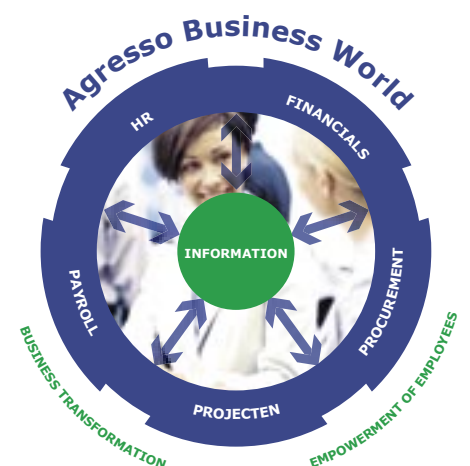 Agresso Business World
HR
FINANCIALS
INFORMATION
PAYROLL
PROCUREMENT
PROJECTEN
BUSINESS TRANSFORMATION
EMPOWERMENT OF EMPLOYEES